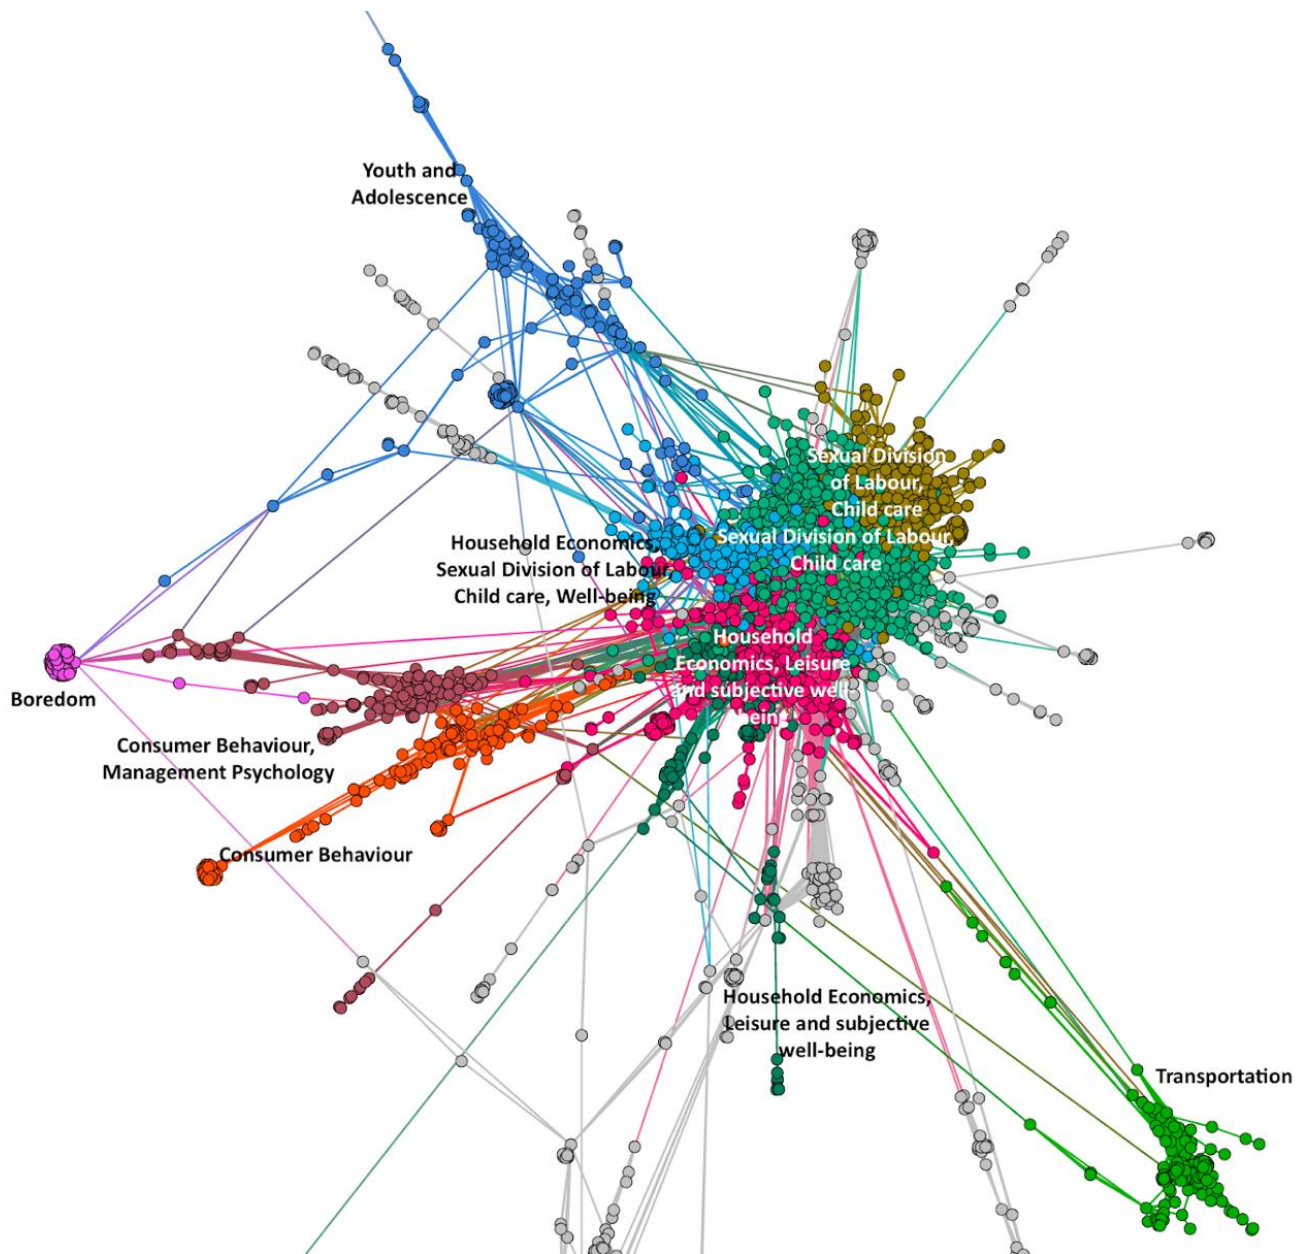 Youth and
Adolescence
Sexual Division
of Labour,
Child care
Sexual Division of Labour,
Child care
Household Economics,
Sexual Division of Labour,
Child care, Well-being
Household
Economics, Leisure
and subjective well-
being
Boredom
Consumer Behaviour,
Management Psychology
Consumer Behaviour
Household Economics,
Leisure and subjective
well-being
Transportation